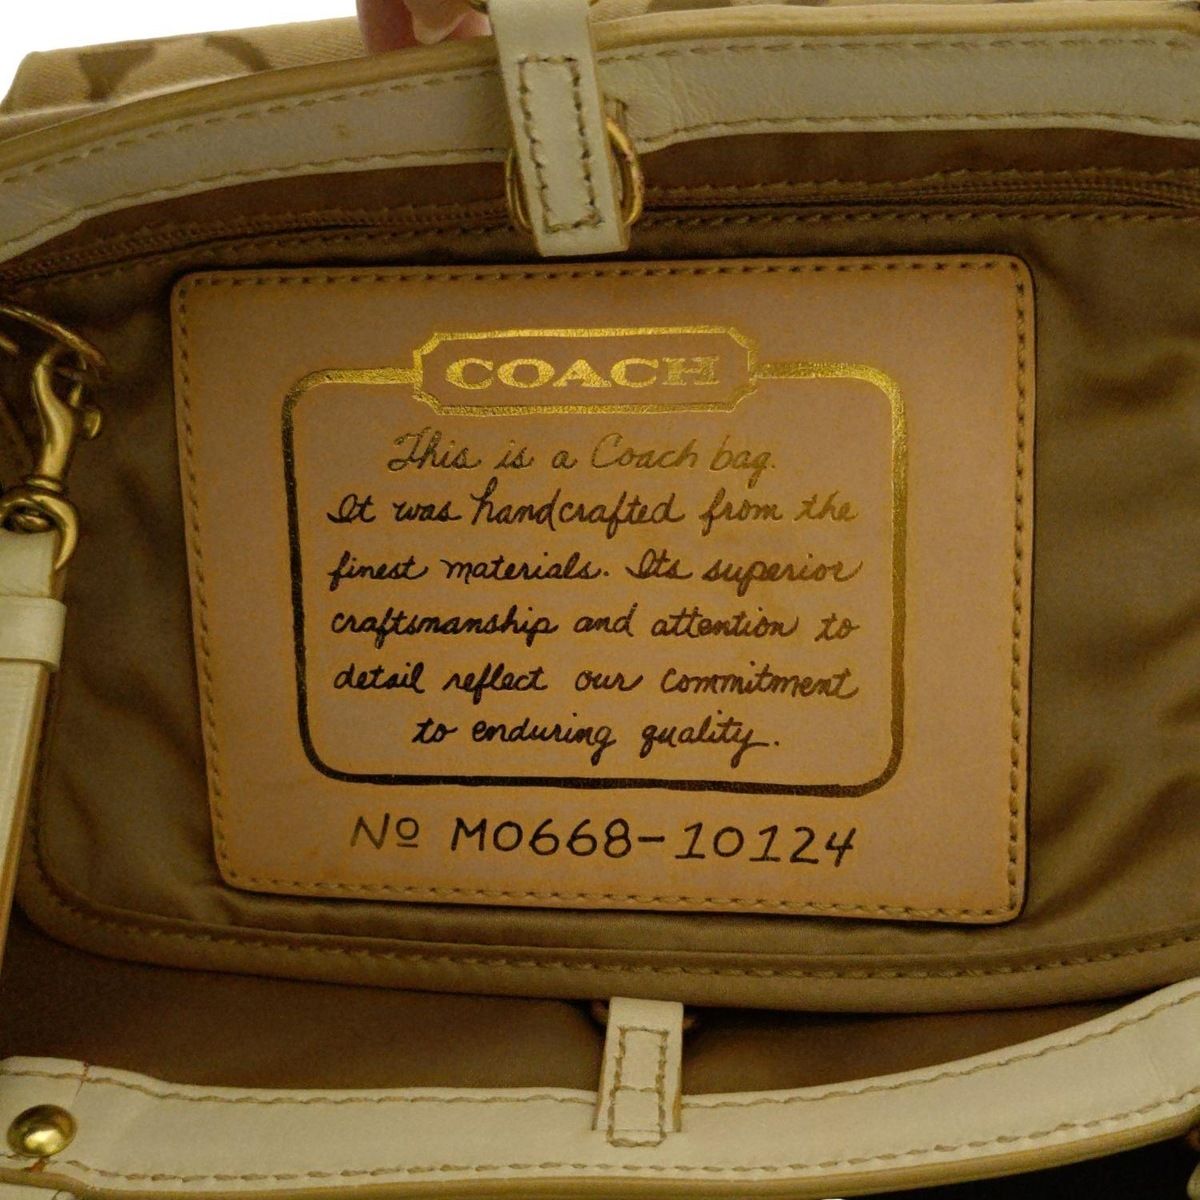 COACH
This is a Coach bag.
It was handcrafted from the
finest materials. Its superior
craftsmanship and attention to
detail reflect our commitment
to enduring quality.
No M0668-10124